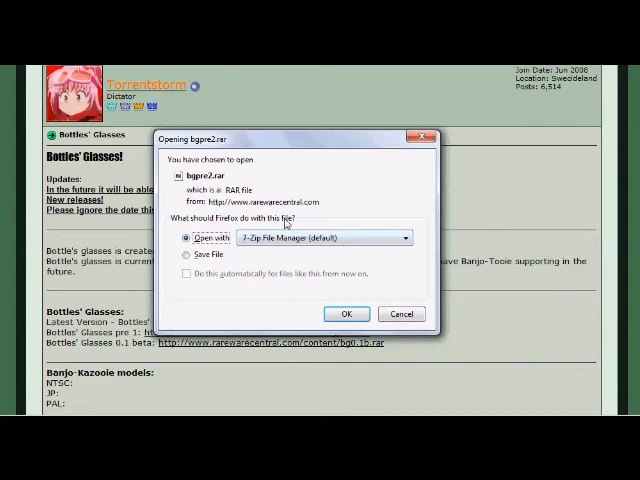 Torrentstorm
Dictator
Join Date: Jun 2008
Location: Swecideland
Posts: 6,514
Bottles' Glasses
Bottles' Glasses!
Updates:
In the future it will be able
New releases!
Please ignore the date this
Opening bgpre2.rar
You have chosen to open
bgpre2.rar
which is a: RAR file
from: http://www.rarewarecentral.com
What should Firefox do with this file?
Open with
7-Zip File Manager (default)
Save File
Do this automatically for files like this from now on.
OK
Cancel
Bottle's glasses is create
Bottle's glasses is curren
have Banjo-Tooie supporting in the
future.
Bottles' Glasses:
Latest Version - Bottles'
Bottles' Glasses pre 1: htt
Bottles' Glasses 0.1 beta: http://www.rarewarecentral.com/content/bg0.1b.rar
Banjo-Kazooie models:
NTSC:
JP:
PAL: